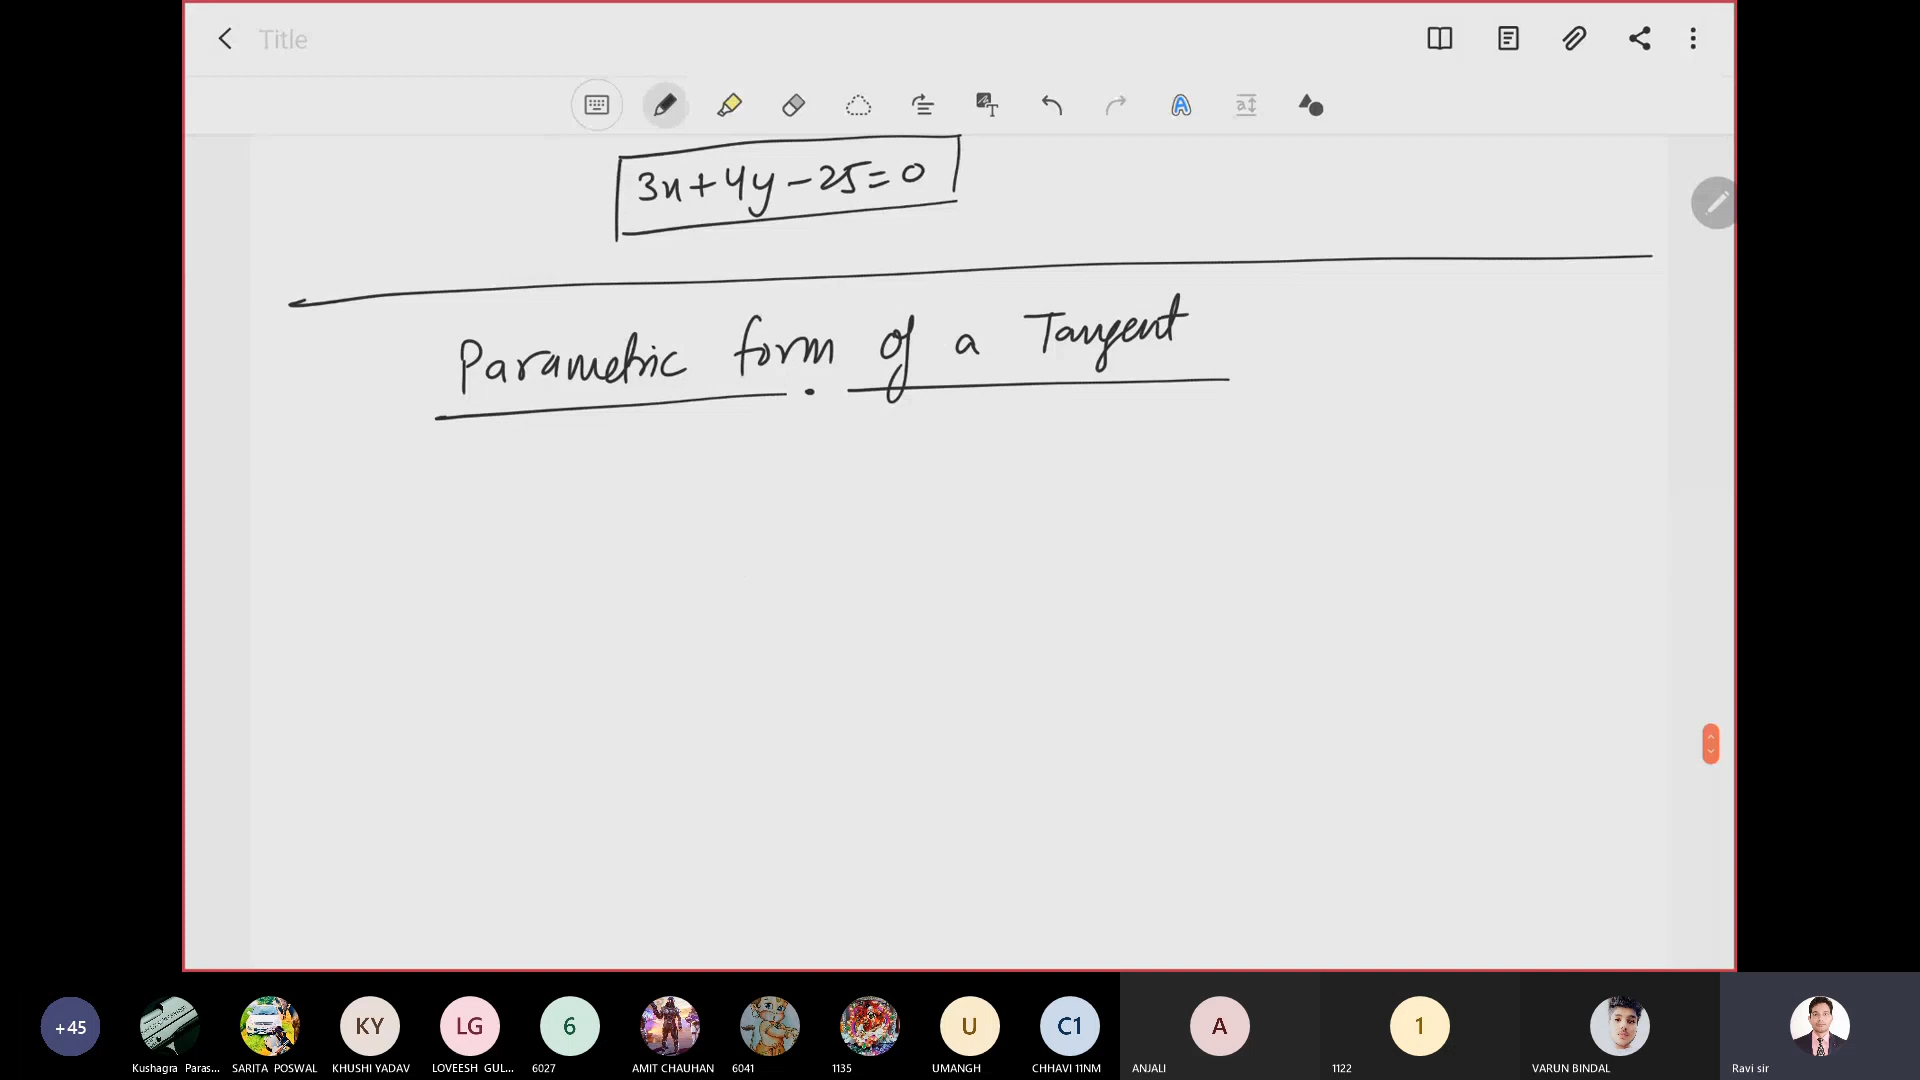 Title
3x+4y-25=0
Parametric form of a Tangent
+45
KY
LG
6
U
C1
A
1
Kushagra Paras...
SARITA POSWAL
KHUSHI YADAV
LOVEESH GUL...
6027
AMIT CHAUHAN
6041
1135
UMANGH
CHHAVI 11NM
ANJALI
1122
VARUN BINDAL
Ravi sir